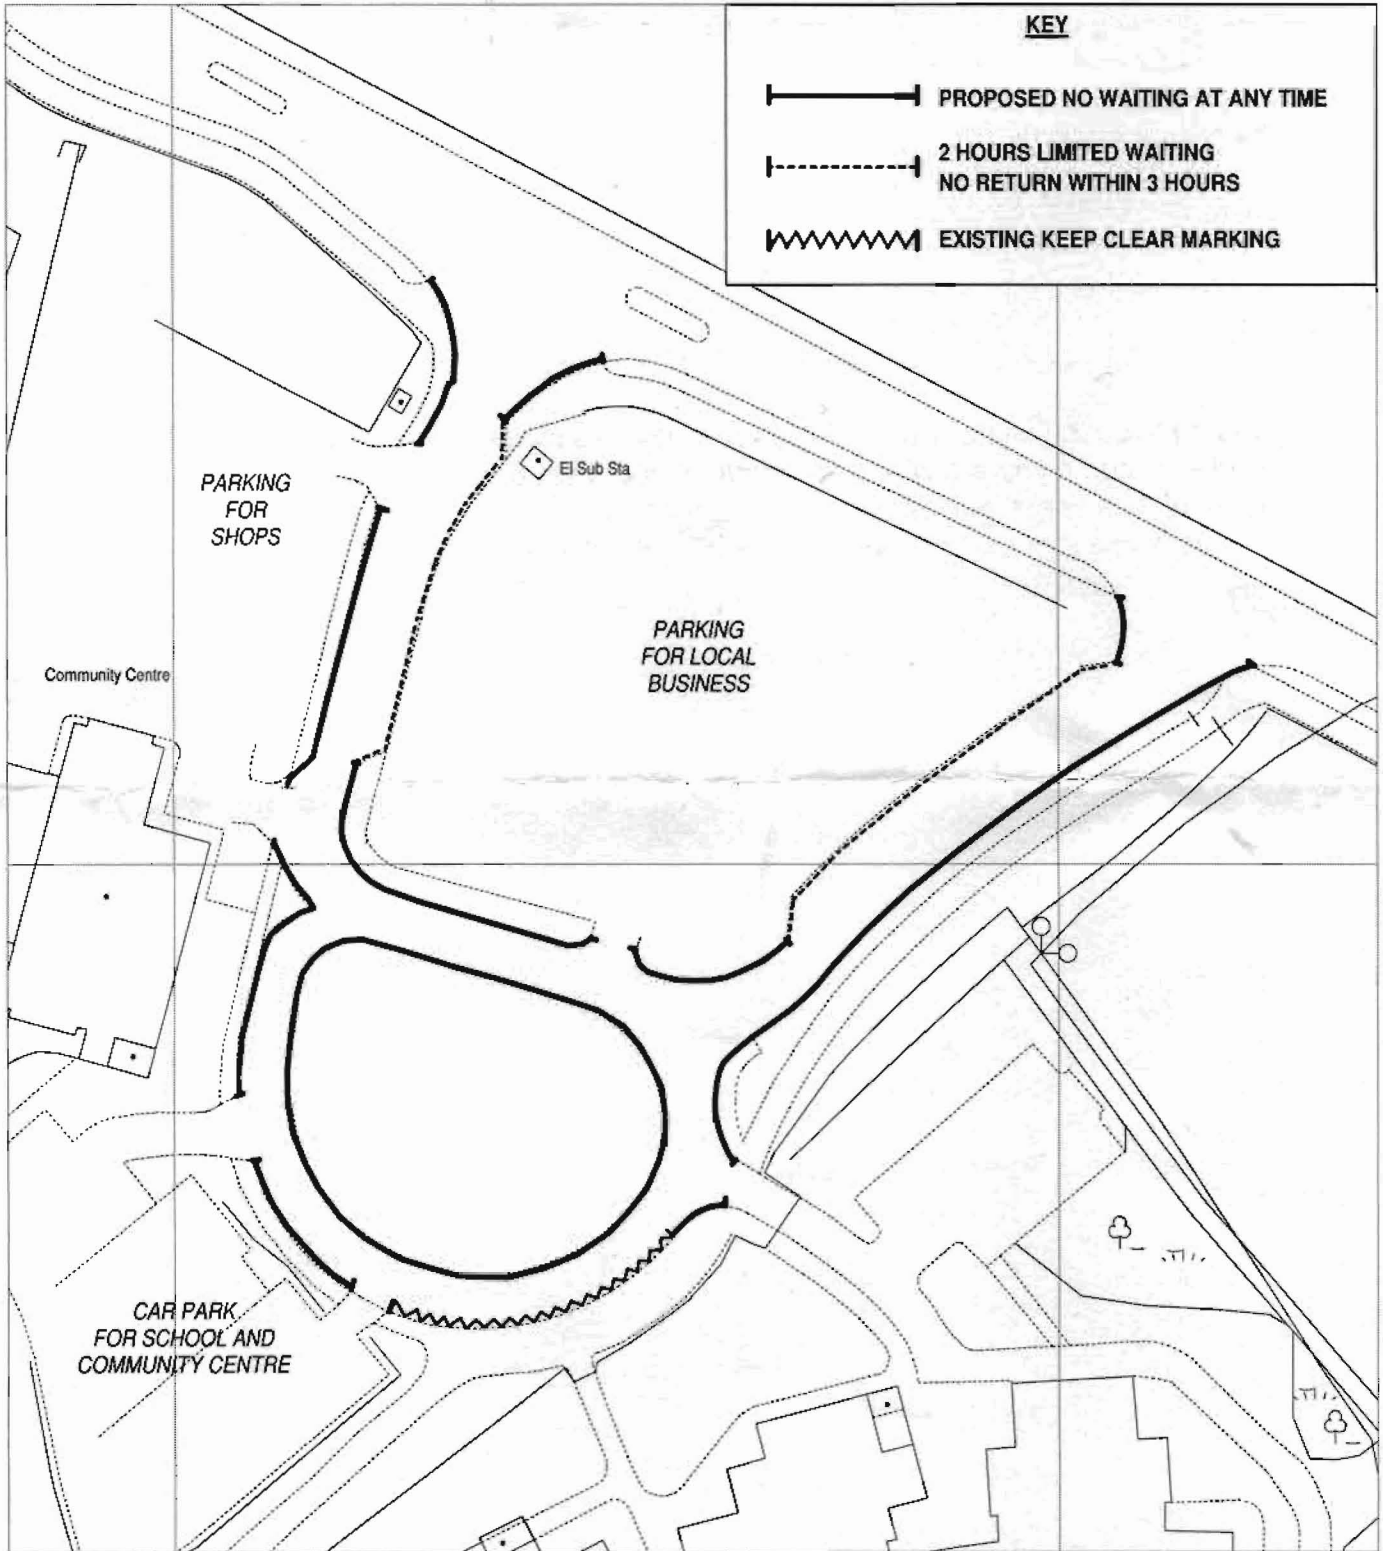 KEY
PROPOSED NO WAITING AT ANY TIME
2 HOURS LIMITED WAITING
NO RETURN WITHIN 3 HOURS
EXISTING KEEP CLEAR MARKING
El Sub Sta
PARKING
FOR
SHOPS
PARKING
FOR LOCAL
BUSINESS
Community Centre
CAR PARK
FOR SCHOOL AND
COMMUNITY CENTRE